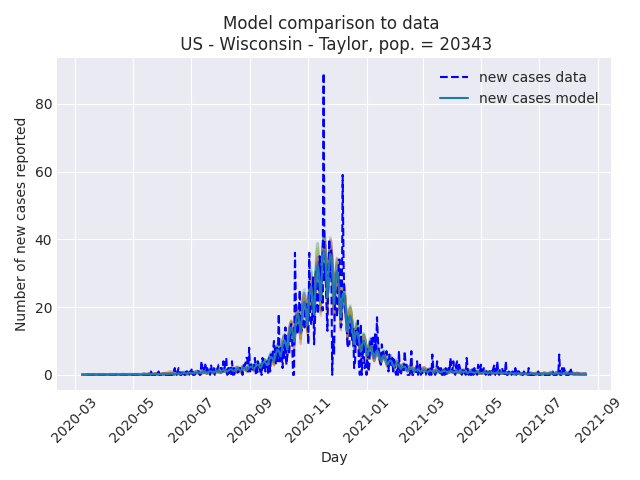 Model comparison to data
US - Wisconsin - Taylor, pop. = 20343
new cases data
new cases model
Number of new cases reported
80
60
40
20
0
2020-03
2020-05
2020-07
2020-09
2020-11
2021-01
2021-03
2021-05
2021-07
2021-09
Day